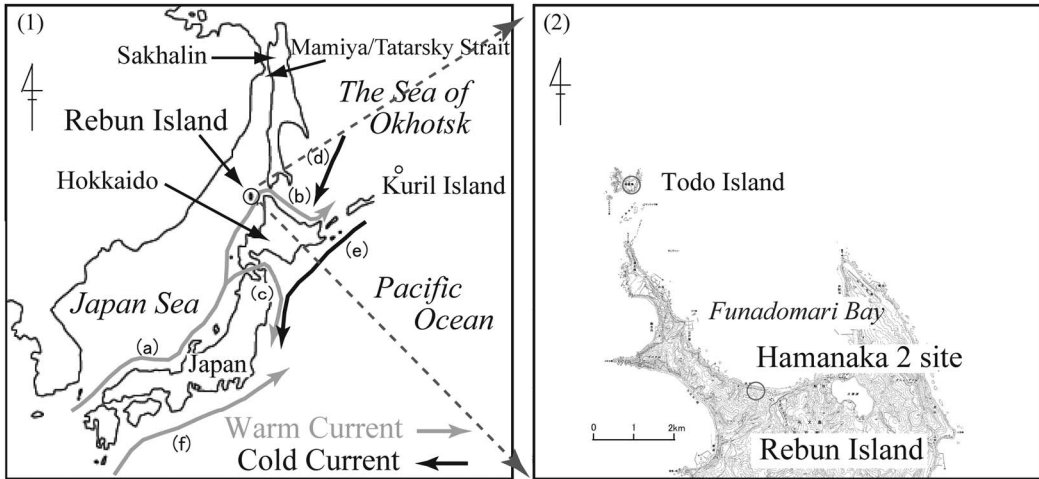 (1)
Sakhalin
Mamiya/Tatarsky Strait
The Sea of
Okhotsk
Rebun Island
(d)
Hokkaido
(b)
Kuril Island
(e)
Japan Sea
(c)
Pacific
Ocean
(a)
Japan
(f)
Warm Current
Cold Current
(2)
Todo Island
Funadomari Bay
Hamanaka 2 site
0 1 2km
Rebun Island